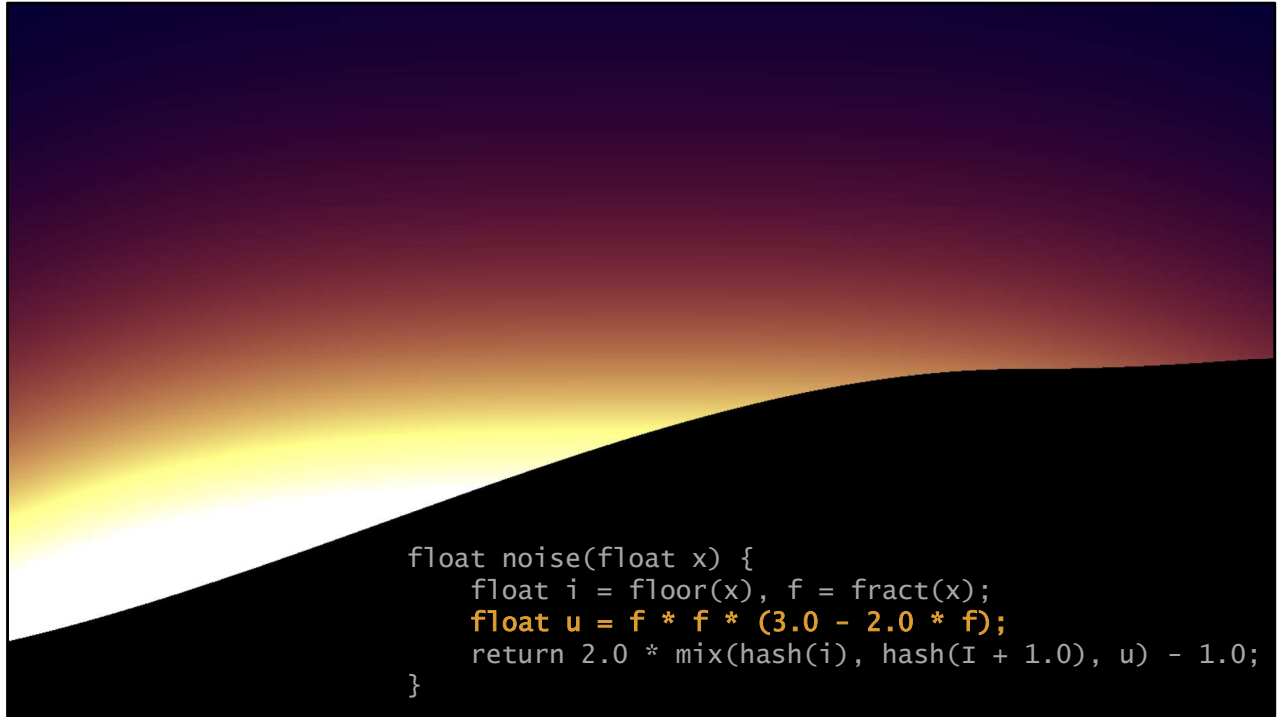 float noise(float x) {
    float i = floor(x), f = fract(x);
    float u = f * f * (3.0 - 2.0 * f);
    return 2.0 * mix(hash(i), hash(I + 1.0), u) - 1.0;
}